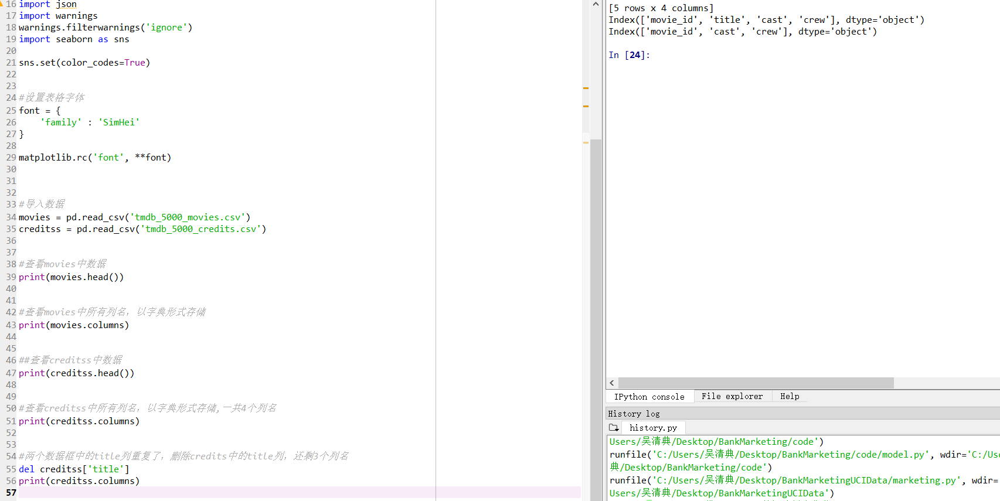 16 import json
17 import warnings
18 warnings.filterwarnings('ignore')
19 import seaborn as sns
20
21 sns.set(color_codes=True)
22
23
24 #设置表格字体
25 font = {
26     'family' : 'SimHei'
27 }
28
29 matplotlib.rc('font', **font)
30
31
32
33 #导入数据
34 movies = pd.read_csv('tmdb_5000_movies.csv')
35 creditss = pd.read_csv('tmdb_5000_credits.csv')
36
37
38 #查看movies中数据
39 print(movies.head())
40
41
42 #查看movies中所有列名，以字典形式存储
43 print(movies.columns)
44
45
46 ##查看creditss中数据
47 print(creditss.head())
48
49
50 #查看creditss中所有列名，以字典形式存储,一共4个列名
51 print(creditss.columns)
52
53
54 #两个数据框中的title列重复了，删除credits中的title列，还剩3个列名
55 del creditss['title']
56 print(creditss.columns)
57
[5 rows x 4 columns]
Index(['movie_id', 'title', 'cast', 'crew'], dtype='object')
Index(['movie_id', 'cast', 'crew'], dtype='object')
In [24]:
IPython console File explorer Help
History log
history.py
Users/吴清典/Desktop/BankMarketing/code')
runfile('C:/Users/吴清典/Desktop/BankMarketing/code/model.py', wdir='C:/Use
典/Desktop/BankMarketing/code')
runfile('C:/Users/吴清典/Desktop/BankMarketingUCIData/marketing.py', wdir=
Users/吴清典/Desktop/BankMarketingUCIData')